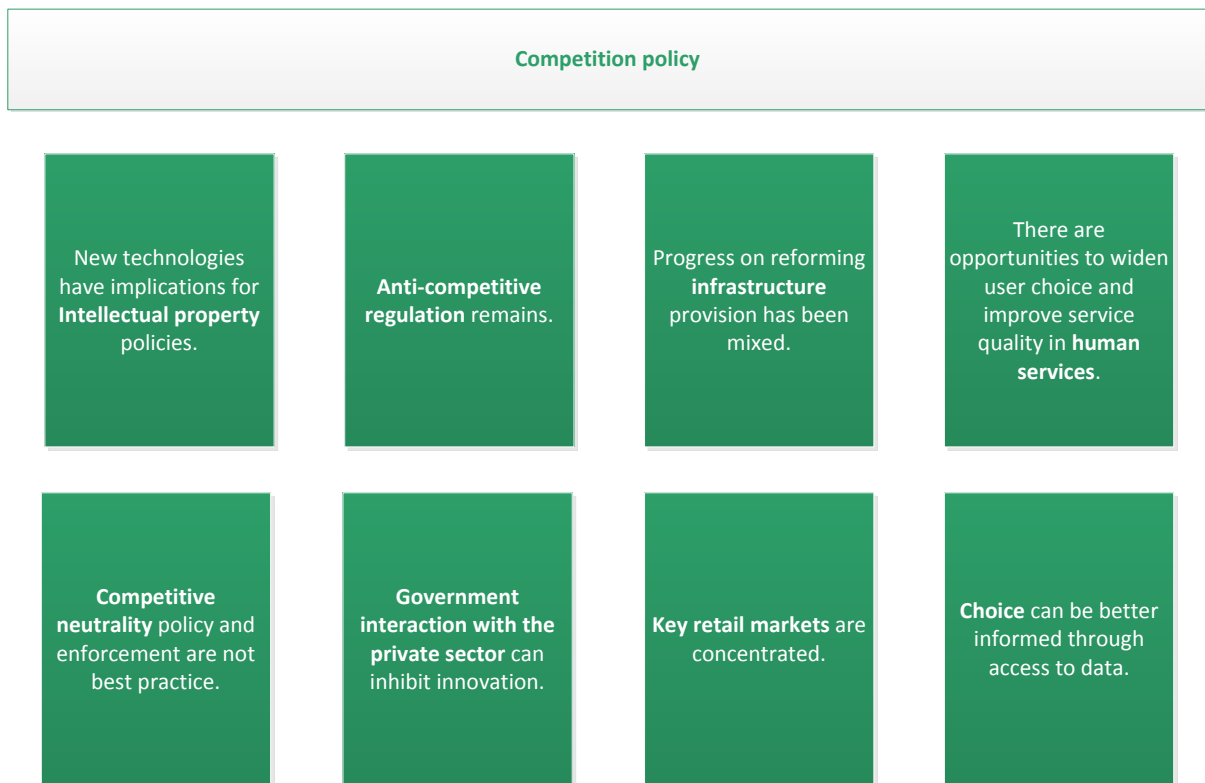 Competition policy
New technologies
have implications for
Intellectual property
policies.
Anti-competitive
regulation remains.
Progress on reforming
infrastructure
provision has been
mixed.
There are
opportunities to widen
user choice and
improve service
quality in human
services.
Competitive
neutrality policy and
enforcement are not
best practice.
Government
interaction with the
private sector can
inhibit innovation.
Key retail markets are
concentrated.
Choice can be better
informed through
access to data.